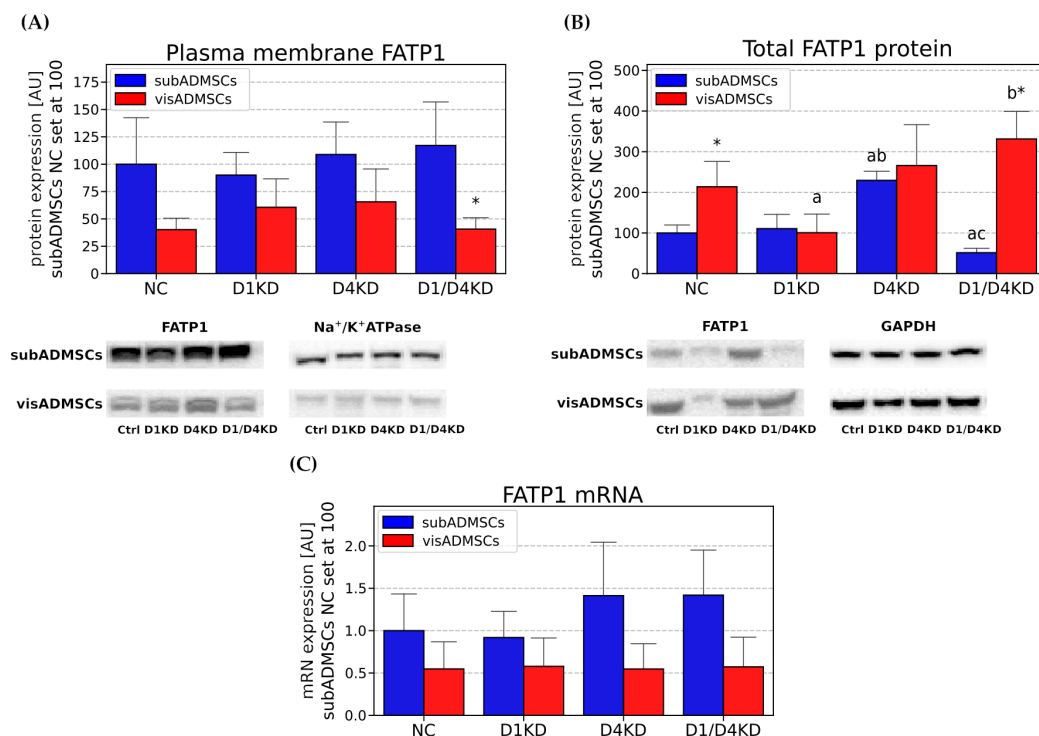 (A)
Plasma membrane FATP1
protein expression [AU]
subADMSCs NC set at 100
175
150
125
100
75
50
25
0
subADMSCs
visADMSCs
*
NC D1KD D4KD D1/D4KD
FATP1 Na⁺/K⁺ATPase
subADMSCs
visADMSCs
Ctrl D1KD D4KD D1/D4KD Ctrl D1KD D4KD D1/D4KD
(B)
Total FATP1 protein
protein expression [AU]
subADMSCs NC set at 100
500
400
300
200
100
0
subADMSCs
visADMSCs
* a ab ac b*
NC D1KD D4KD D1/D4KD
FATP1 GAPDH
subADMSCs
visADMSCs
Ctrl D1KD D4KD D1/D4KD Ctrl D1KD D4KD D1/D4KD
(C)
FATP1 mRNA
mRN expression [AU]
subADMSCs NC set at 100
2.0
1.5
1.0
0.5
0.0
subADMSCs
visADMSCs
NC D1KD D4KD D1/D4KD